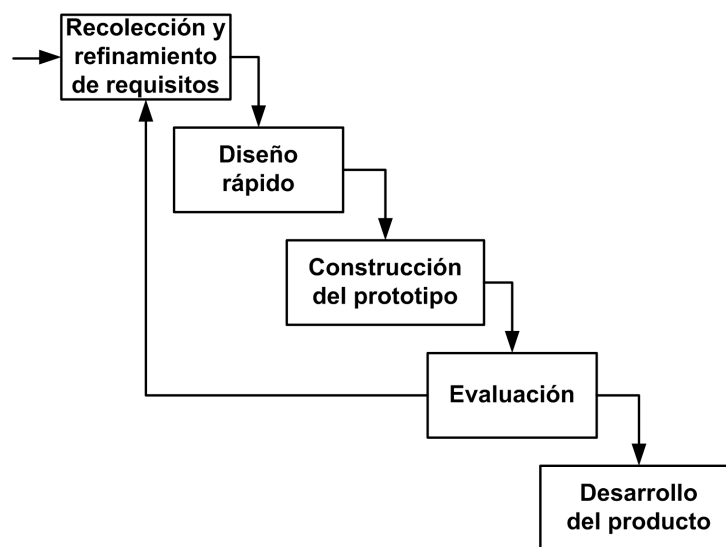 Recolección y
refinamiento
de requisitos
Diseño
rápido
Construcción
del prototipo
Evaluación
Desarrollo
del producto